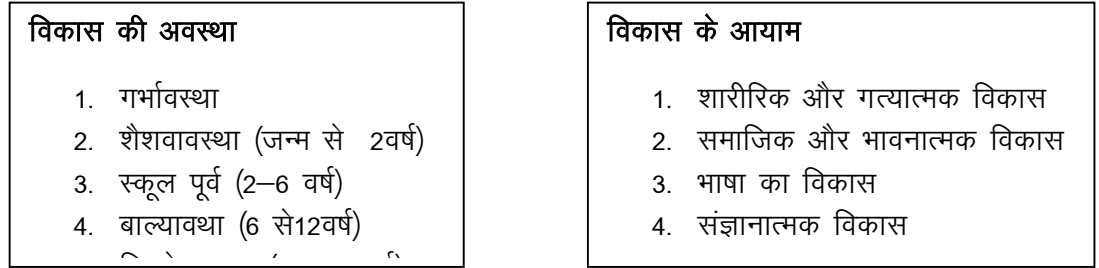 विकास की अवस्था
1. गर्भावस्था
2. शैशवावस्था (जन्म से 2वर्ष)
3. स्कूल पूर्व (2–6 वर्ष)
4. बाल्यावथा (6 से12वर्ष)
विकास के आयाम
1. शारीरिक और गत्यात्मक विकास
2. समाजिक और भावनात्मक विकास
3. भाषा का विकास
4. संज्ञानात्मक विकास